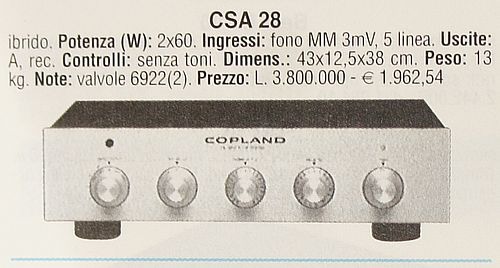 CSA 28
ibrido. Potenza (W): 2x60. Ingressi: fono MM 3mV, 5 linea. Uscite:
A, rec. Controlli: senza toni. Dimens.: 43x12,5x38 cm. Peso: 13
kg. Note: valvole 6922(2). Prezzo: L. 3.800.000 - € 1.962,54
COPLAND